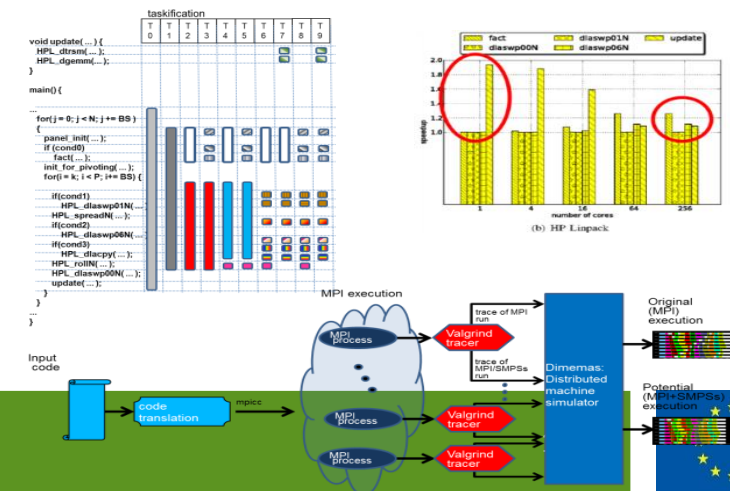 taskification
T T T T T T T T T T
0 1 2 3 4 5 6 7 8 9
void update( ... ) {
HPL_dtrsm( ... );
HPL_dgemm( ... );
}
main() {
...
for( j = 0; j < N; j += BS )
{
panel_init( ... );
if (cond0)
fact( ... );
init_for_pivoting( ... );
for(i = k; i < P; i+= BS) {
if(cond1)
HPL_dlaswp01N( ...
HPL_spreadN( ... );
if(cond2)
HPL_dlaswp06N( ...
if(cond3)
HPL_dlacpy( ... );
HPL_rollN( ... );
HPL_dlaswp00N( ... );
update( ... );
}
}
...
}
fact dlaswp01N update
dlaswp00N dlaswp06N
2.0
1.8
1.6
1.4
1.2
1.0
speedup
1 4 16 64 256
number of cores
(b) HP Linpack
MPI execution
Input
code
code
translation
mpicc
MPI
process
MPI
process
MPI
process
Valgrind
tracer
Valgrind
tracer
Valgrind
tracer
trace of MPI
run
trace of
MPI/SMPSs
run
Dimemas:
Distributed
machine
simulator
Original
(MPI)
execution
Potential
(MPI+SMPSs)
execution